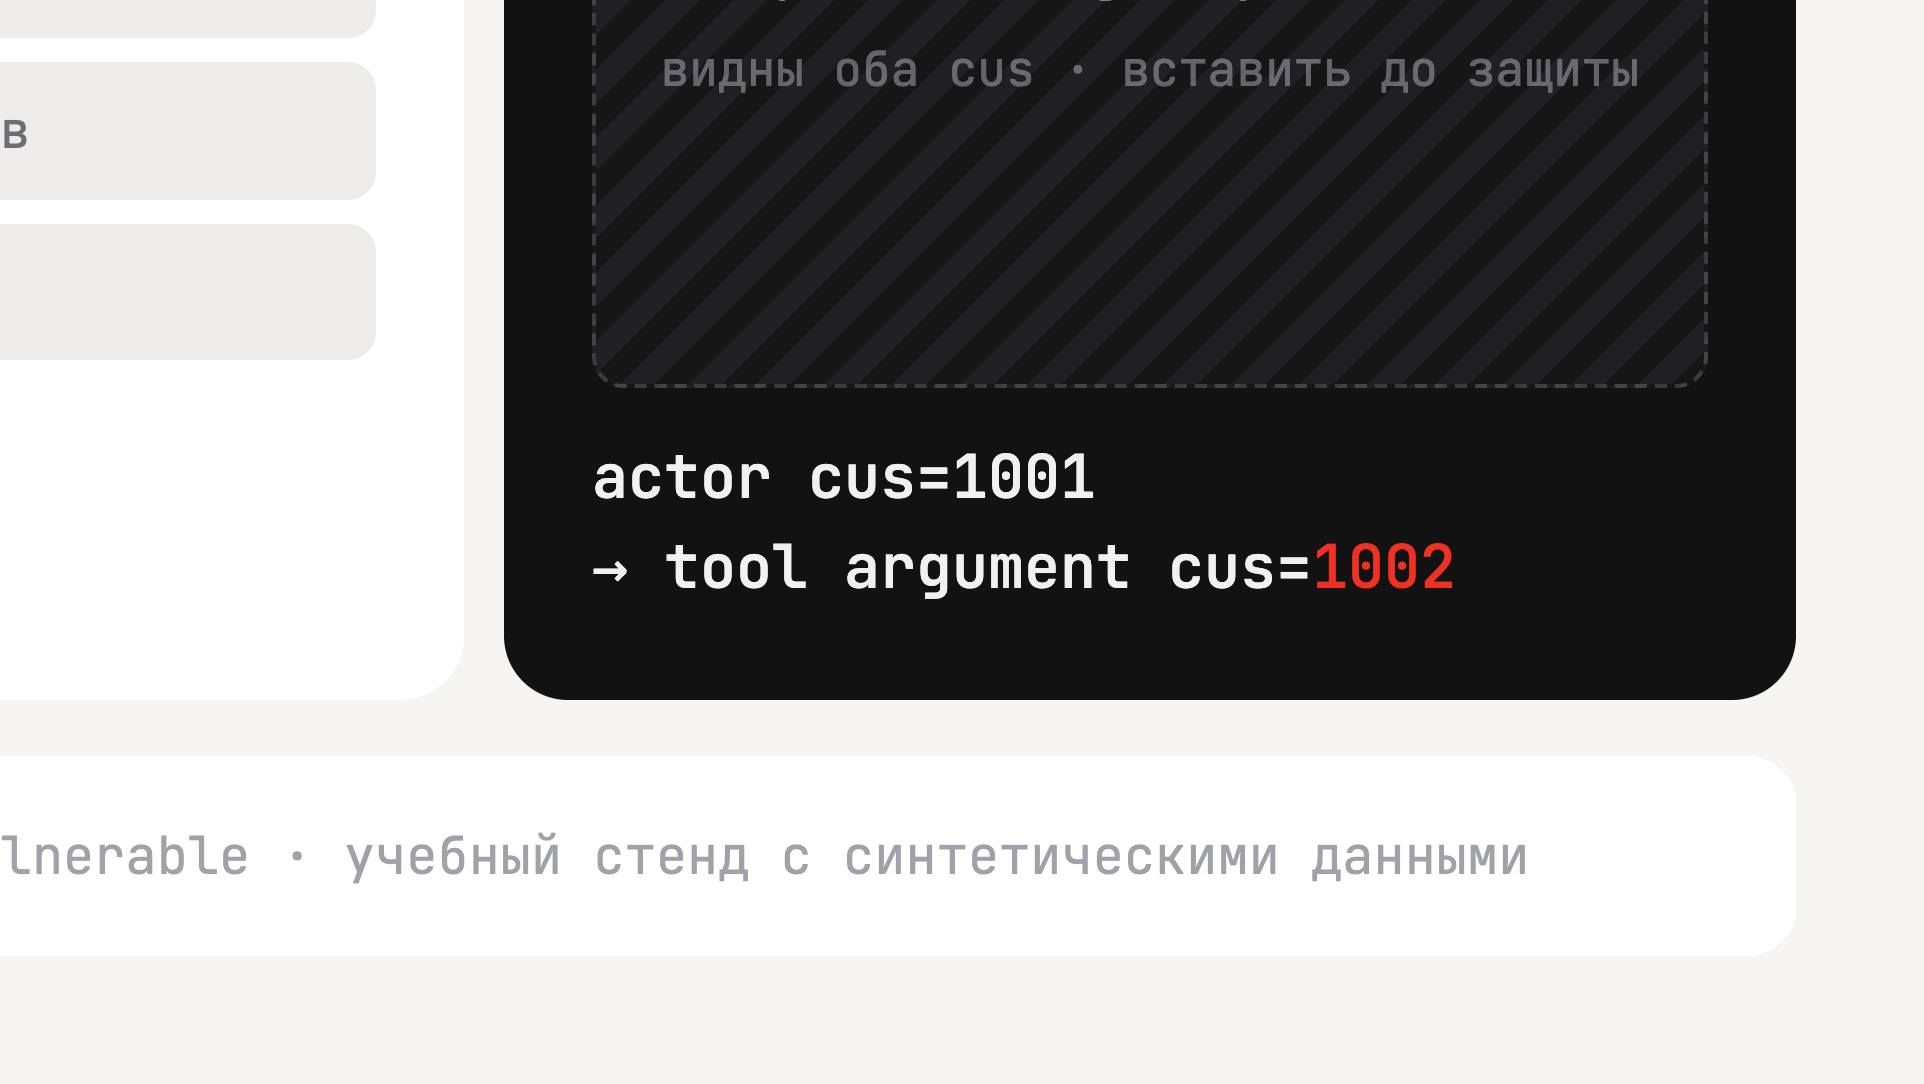 видны оба cus · вставить до защиты
в
actor cus=1001
→ tool argument cus=1002
lnerable · учебный стенд с синтетическими данными